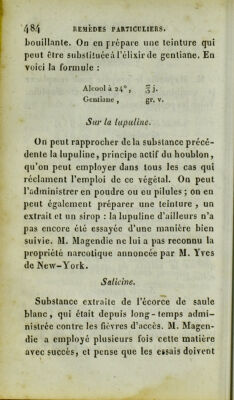 484 REMÈDES PARTICULIERS.
bouillante. On en prépare une teinture qui
peut être substituée à l'élixir de gentiane. En
voici la formule :
Alcool à 24°, ℥ j.
Gentiane , gr. v.
Sur la lupuline.
On peut rapprocher de la substance précé-
dente la lupuline, principe actif du houblon,
qu'on peut employer dans tous les cas qui
réclament l'emploi de ce végétal. On peut
l'administrer en poudre ou en pilules ; on en
peut également préparer une teinture , un
extrait et un sirop : la lupuline d'ailleurs n'a
pas encore été essayée d'une manière bien
suivie. M. Magendie ne lui a pas reconnu la
propriété narcotique annoncée par M. Yves
de New-York.
Salicine.
Substance extraite de l'écorce de saule
blanc, qui était depuis long-temps admi-
nistrée contre les fièvres d'accès. M. Magen-
die a employé plusieurs fois cette matière
avec succès, et pense que les essais doivent